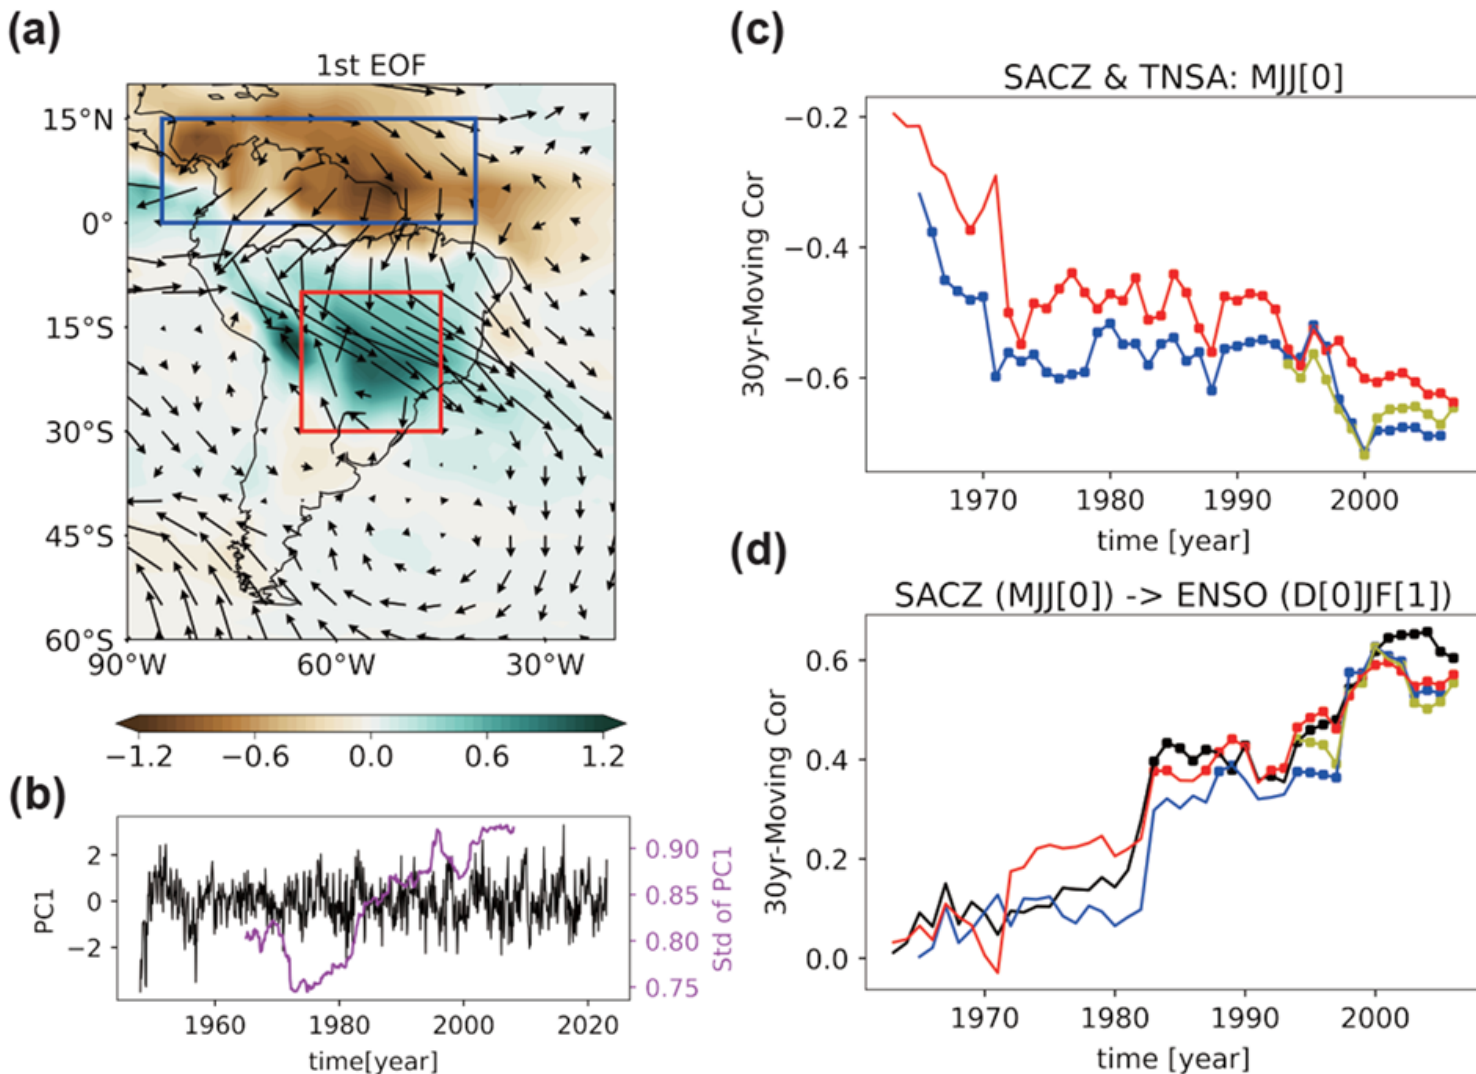 (a)
1st EOF
15°N
0°
15°S
30°S
45°S
60°S
90°W
60°W
30°W
−1.2
−0.6
0.0
0.6
1.2
(b)
PC1
2
0
−2
0.90
0.85
0.80
0.75
Std of PC1
1960
1980
2000
2020
time[year]
(c)
SACZ & TNSA: MJJ[0]
30yr-Moving Cor
−0.2
−0.4
−0.6
1970
1980
1990
2000
time [year]
(d)
SACZ (MJJ[0]) -> ENSO (D[0]JF[1])
30yr-Moving Cor
0.6
0.4
0.2
0.0
1970
1980
1990
2000
time [year]